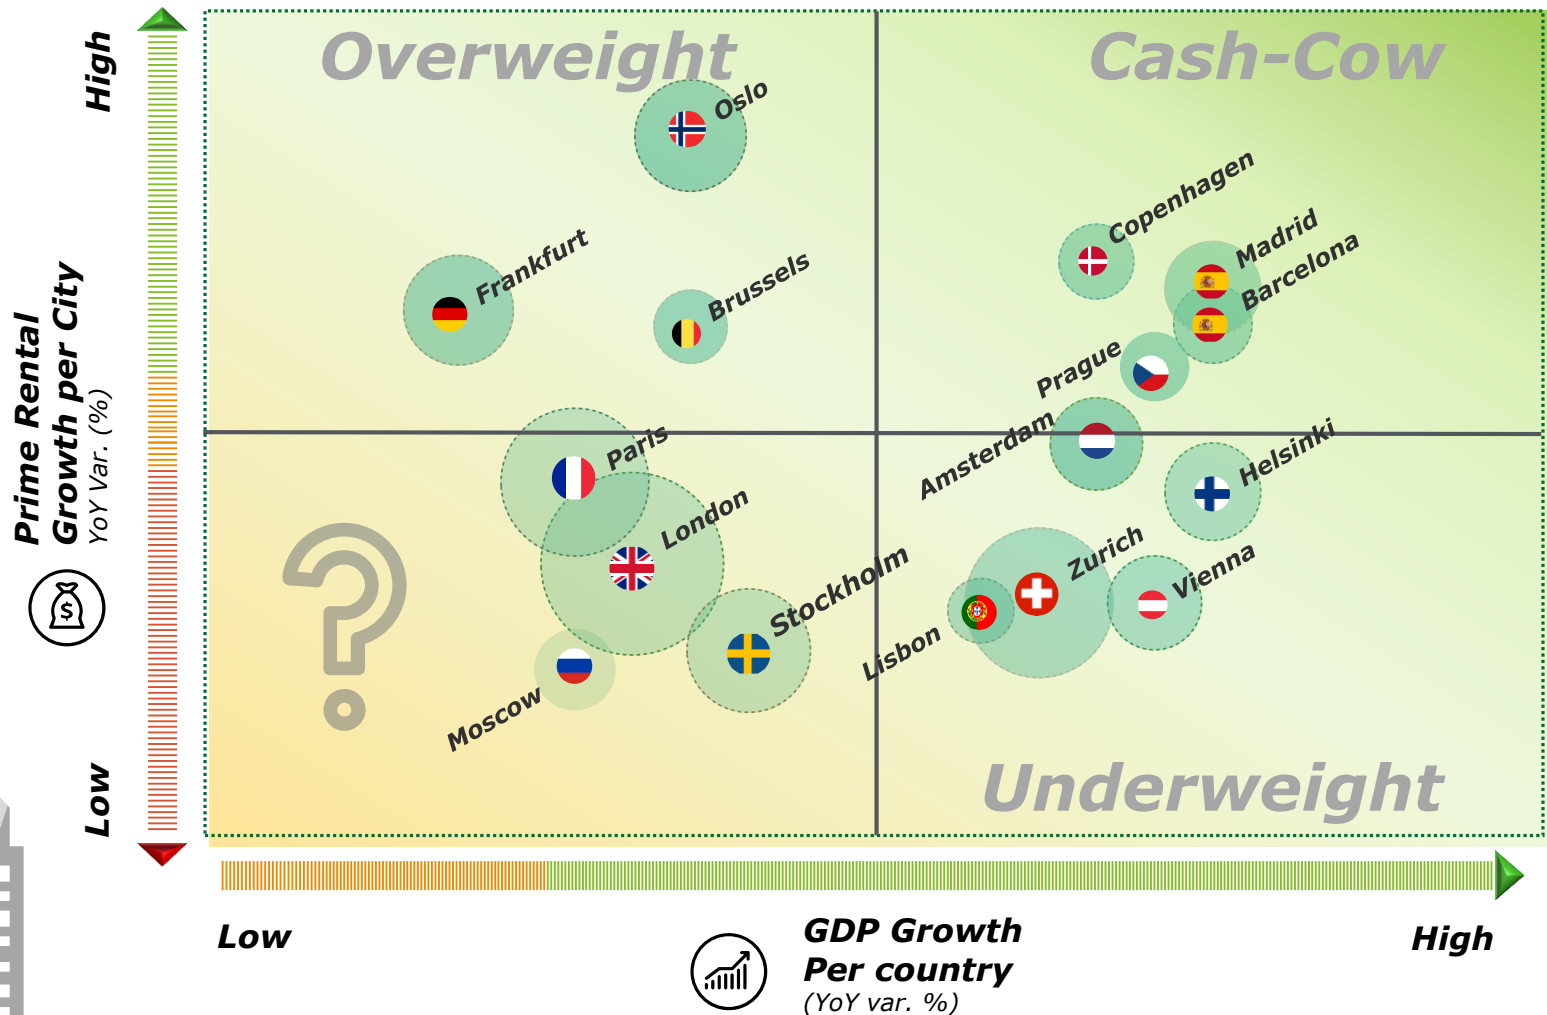 High
Overweight
Cash-Cow
Oslo
Copenhagen
Madrid
Barcelona
Frankfurt
Brussels
Prague
Prime Rental
Growth per City
YoY Var. (%)
Paris
Amsterdam
Helsinki
London
Stockholm
Zurich
Vienna
Lisbon
Moscow
?
$
Low
Underweight
Low
GDP Growth
Per country
(YoY var. %)
High